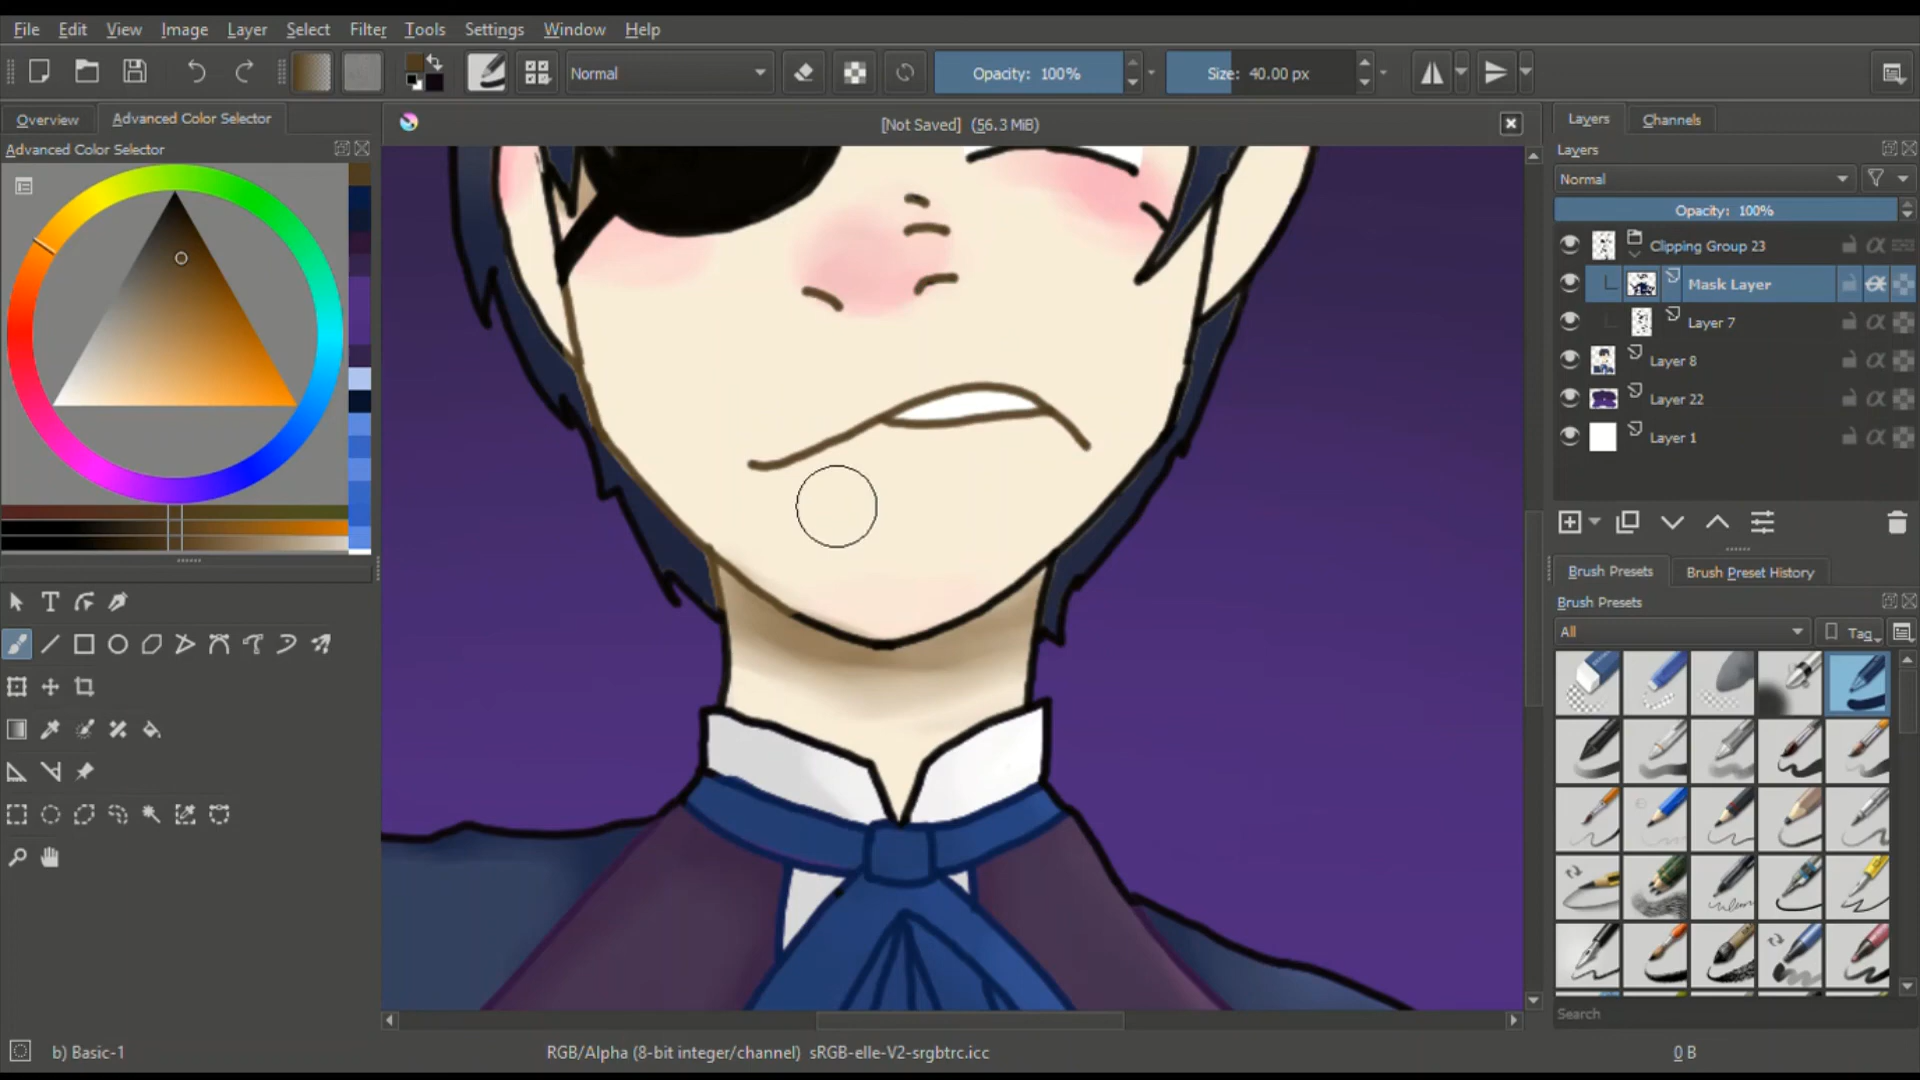 File Edit View Image Layer Select Filter Tools Settings Window Help
Normal
Opacity: 100%
Size: 40.00 px
Overview
Advanced Color Selector
[Not Saved] (56.3 MiB)
Layers
Channels
Advanced Color Selector
Layers
Normal
Opacity: 100%
Clipping Group 23
Mask Layer
Layer 7
Layer 8
Layer 22
Layer 1
Brush Presets
Brush Preset History
Brush Presets
All
Tag
Search
b) Basic-1
RGB/Alpha (8-bit integer/channel) sRGB-elle-V2-srgbtrc.icc
0 B